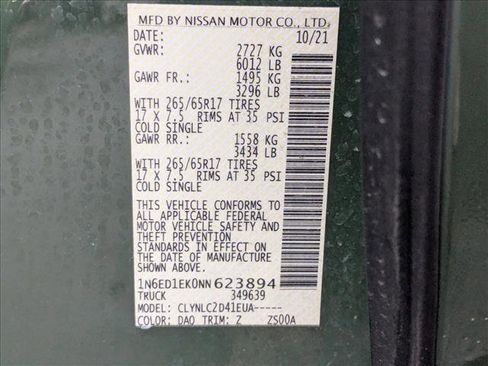 MFD BY NISSAN MOTOR CO., LTD.
DATE: 10/21
GVWR: 2727 KG
6012 LB
GAWR FR.: 1495 KG
3296 LB
WITH 265/65R17 TIRES
17 X 7.5 RIMS AT 35 PSI
COLD SINGLE
GAWR RR.: 1558 KG
3434 LB
WITH 265/65R17 TIRES
17 X 7.5 RIMS AT 35 PSI
COLD SINGLE
THIS VEHICLE CONFORMS TO
ALL APPLICABLE FEDERAL
MOTOR VEHICLE SAFETY AND
THEFT PREVENTION
STANDARDS IN EFFECT ON
THE DATE OF MANUFACTURE
SHOWN ABOVE.
1N6ED1EK0NN623894
TRUCK 349639
MODEL: CLYNLC2D41EUA-----
COLOR: DAO TRIM: Z ZS00A